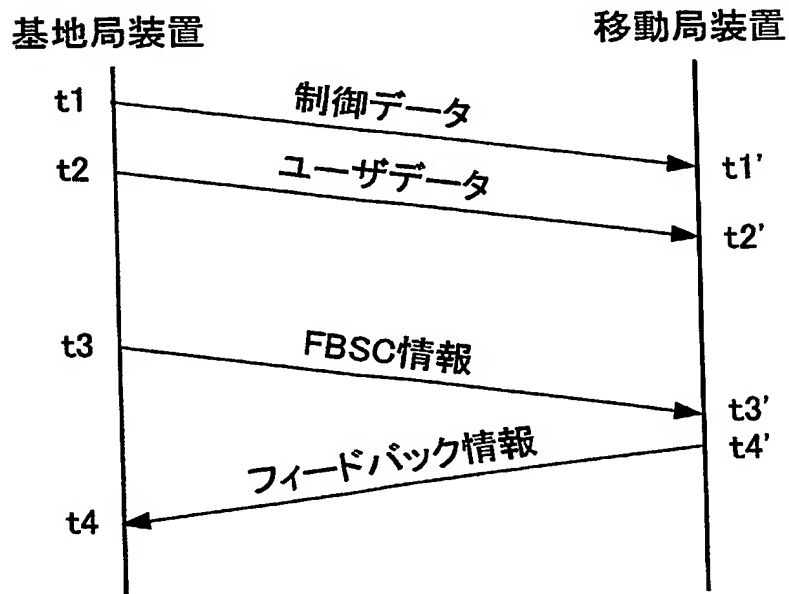 基地局装置
移動局装置
t1
制御データ
t1'
t2
ユーザデータ
t2'
t3
FBSC情報
t3'
t4'
フィードバック情報
t4